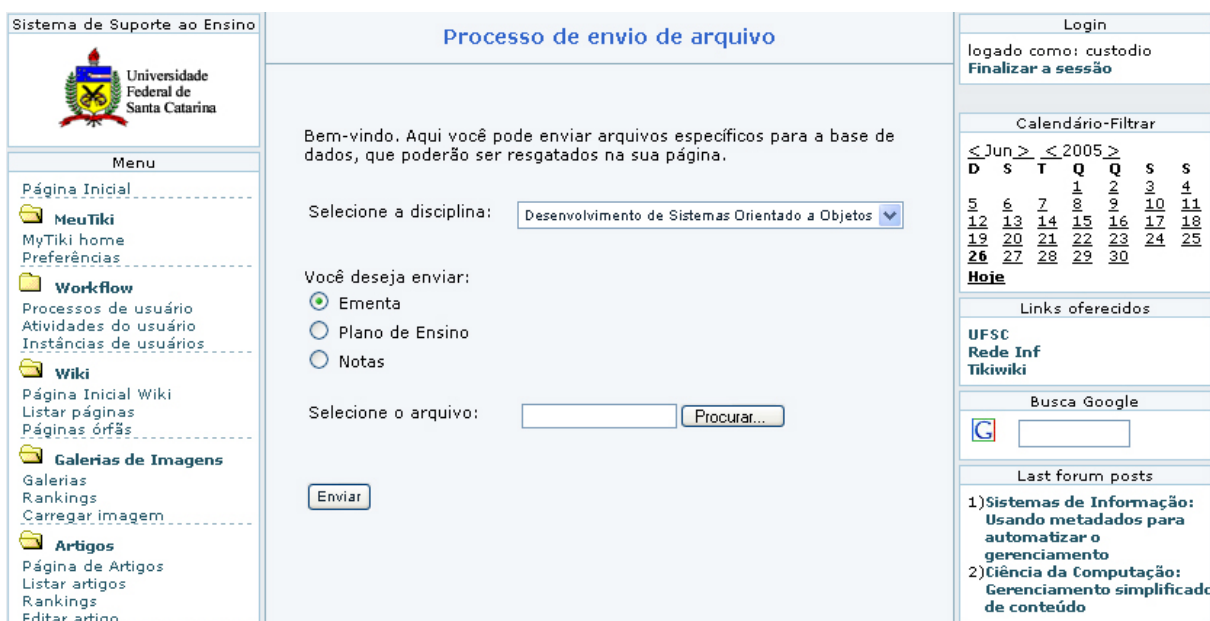 Sistema de Suporte ao Ensino
Universidade
Federal de
Santa Catarina
Menu
Página Inicial
MeuTiki
MyTiki home
Preferências
Workflow
Processos de usuário
Atividades do usuário
Instâncias de usuários
Wiki
Página Inicial Wiki
Listar páginas
Páginas órfãs
Galerias de Imagens
Galerias
Rankings
Carregar imagem
Artigos
Página de Artigos
Listar artigos
Rankings
Editar artigo
Processo de envio de arquivo
Bem-vindo. Aqui você pode enviar arquivos específicos para a base de
dados, que poderão ser resgatados na sua página.
Selecione a disciplina: Desenvolvimento de Sistemas Orientado a Objetos
Você deseja enviar:
Ementa
Plano de Ensino
Notas
Selecione o arquivo: Procurar...
Enviar
Login
logado como: custodio
Finalizar a sessão
Calendário-Filtrar
< Jun > < 2005 >
D S T Q Q S S
1 2 3 4
5 6 7 8 9 10 11
12 13 14 15 16 17 18
19 20 21 22 23 24 25
26 27 28 29 30
Hoje
Links oferecidos
UFSC
Rede Inf
Tikiwiki
Busca Google
G
Last forum posts
1)Sistemas de Informação:
Usando metadados para
automatizar o
gerenciamento
2)Ciência da Computação:
Gerenciamento simplificado
de conteúdo